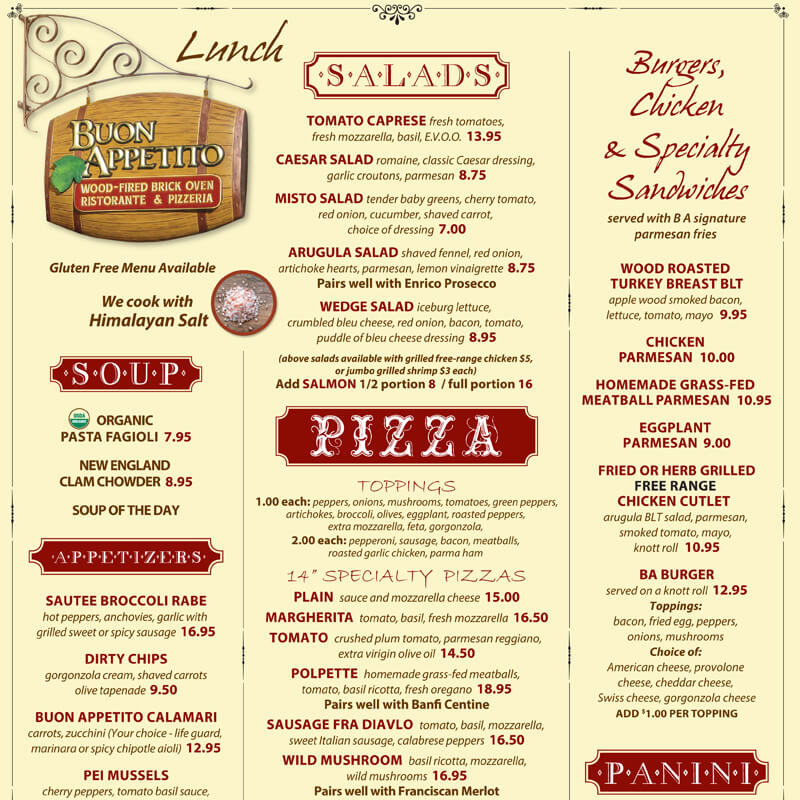 Lunch
BUON
APPETITO
WOOD-FIRED BRICK OVEN
RISTORANTE & PIZZERIA
Gluten Free Menu Available
We cook with
Himalayan Salt
SOUP
USDA
ORGANIC
ORGANIC
PASTA FAGIOLI 7.95
NEW ENGLAND
CLAM CHOWDER 8.95
SOUP OF THE DAY
APPETIZERS
SAUTEE BROCCOLI RABE
hot peppers, anchovies, garlic with
grilled sweet or spicy sausage 16.95
DIRTY CHIPS
gorgonzola cream, shaved carrots
olive tapenade 9.50
BUON APPETITO CALAMARI
carrots, zucchini (Your choice - life guard,
marinara or spicy chipotle aioli) 12.95
PEI MUSSELS
cherry peppers, tomato basil sauce,
SALADS
TOMATO CAPRESE fresh tomatoes,
fresh mozzarella, basil, E.V.O.O. 13.95
CAESAR SALAD romaine, classic Caesar dressing,
garlic croutons, parmesan 8.75
MISTO SALAD tender baby greens, cherry tomato,
red onion, cucumber, shaved carrot,
choice of dressing 7.00
ARUGULA SALAD shaved fennel, red onion,
artichoke hearts, parmesan, lemon vinaigrette 8.75
Pairs well with Enrico Prosecco
WEDGE SALAD iceburg lettuce,
crumbled bleu cheese, red onion, bacon, tomato,
puddle of bleu cheese dressing 8.95
(above salads available with grilled free-range chicken $5,
or jumbo grilled shrimp $3 each)
Add SALMON 1/2 portion 8 / full portion 16
PIZZA
TOPPINGS
1.00 each: peppers, onions, mushrooms, tomatoes, green peppers,
artichokes, broccoli, olives, eggplant, roasted peppers,
extra mozzarella, feta, gorgonzola,
2.00 each: pepperoni, sausage, bacon, meatballs,
roasted garlic chicken, parma ham
14" SPECIALTY PIZZAS
PLAIN sauce and mozzarella cheese 15.00
MARGHERITA tomato, basil, fresh mozzarella 16.50
TOMATO crushed plum tomato, parmesan reggiano,
extra virigin olive oil 14.50
POLPETTE homemade grass-fed meatballs,
tomato, basil ricotta, fresh oregano 18.95
Pairs well with Banfi Centine
SAUSAGE FRA DIAVLO tomato, basil, mozzarella,
sweet Italian sausage, calabrese peppers 16.50
WILD MUSHROOM basil ricotta, mozzarella,
wild mushrooms 16.95
Pairs well with Franciscan Merlot
Burgers,
Chicken
& Specialty
Sandwiches
served with B A signature
parmesan fries
WOOD ROASTED
TURKEY BREAST BLT
apple wood smoked bacon,
lettuce, tomato, mayo 9.95
CHICKEN
PARMESAN 10.00
HOMEMADE GRASS-FED
MEATBALL PARMESAN 10.95
EGGPLANT
PARMESAN 9.00
FRIED OR HERB GRILLED
FREE RANGE
CHICKEN CUTLET
arugula BLT salad, parmesan,
smoked tomato, mayo,
knott roll 10.95
BA BURGER
served on a knott roll 12.95
Toppings:
bacon, fried egg, peppers,
onions, mushrooms
Choice of:
American cheese, provolone
cheese, cheddar cheese,
Swiss cheese, gorgonzola cheese
ADD $1.00 PER TOPPING
PANINI